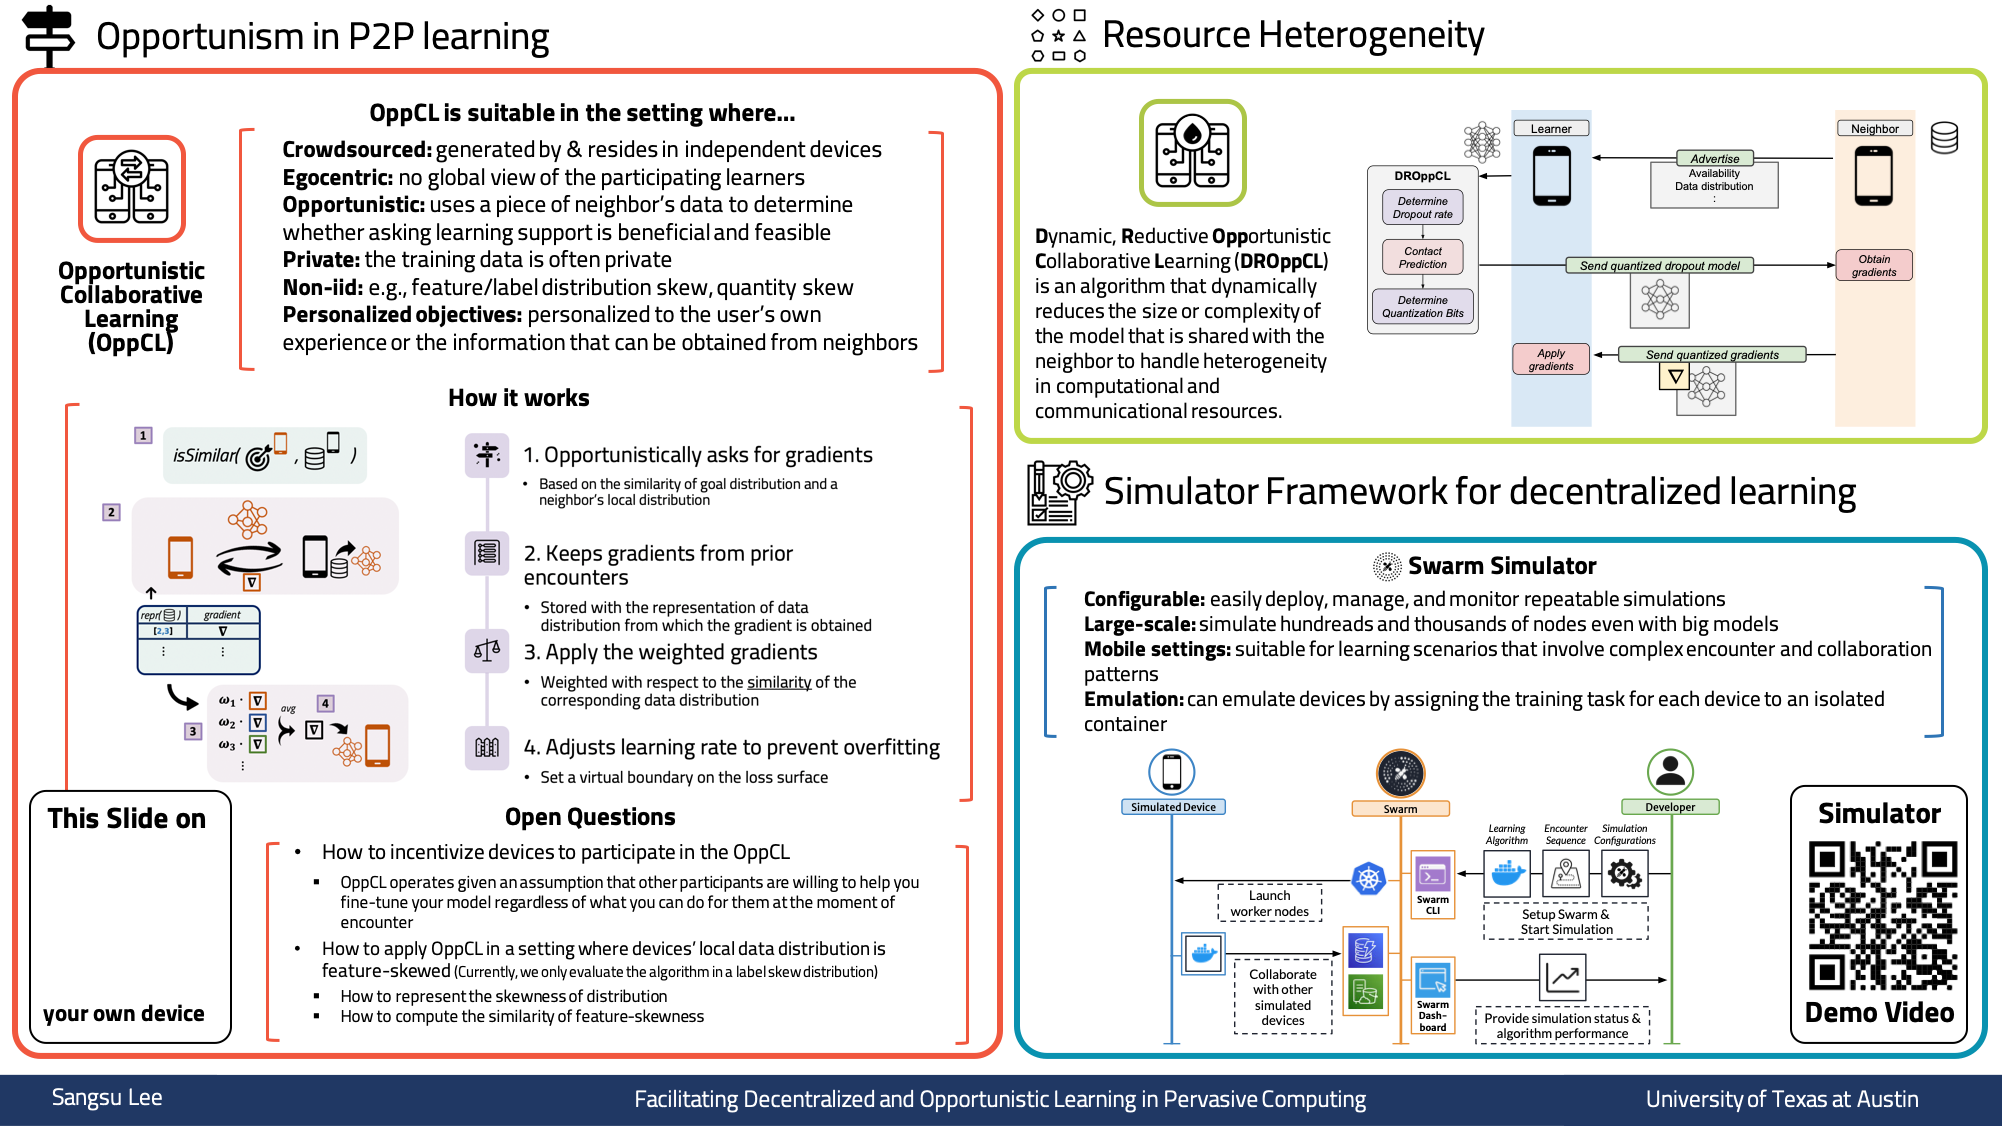 Opportunism in P2P learning
OppCL is suitable in the setting where...
Opportunistic
Collaborative
Learning
(OppCL)
Crowdsourced: generated by & resides in independent devices
Egocentric: no global view of the participating learners
Opportunistic: uses a piece of neighbor's data to determine
whether asking learning support is beneficial and feasible
Private: the training data is often private
Non-iid: e.g., feature/label distribution skew, quantity skew
Personalized objectives: personalized to the user's own
experience or the information that can be obtained from neighbors
How it works
1
isSimilar( , )
2
∇
repr( ) gradient
[2,3] ∇
⋮ ⋮
3
ω₁ · ∇
ω₂ · ∇
ω₃ · ∇
⋮
avg
∇
4
1. Opportunistically asks for gradients
• Based on the similarity of goal distribution and a
neighbor's local distribution
2. Keeps gradients from prior
encounters
• Stored with the representation of data
distribution from which the gradient is obtained
3. Apply the weighted gradients
• Weighted with respect to the similarity of the
corresponding data distribution
4. Adjusts learning rate to prevent overfitting
• Set a virtual boundary on the loss surface
This Slide on
your own device
Open Questions
• How to incentivize devices to participate in the OppCL
▪ OppCL operates given an assumption that other participants are willing to help you
fine-tune your model regardless of what you can do for them at the moment of
encounter
• How to apply OppCL in a setting where devices' local data distribution is
feature-skewed (Currently, we only evaluate the algorithm in a label skew distribution)
▪ How to represent the skewness of distribution
▪ How to compute the similarity of feature-skewness
Resource Heterogeneity
Dynamic, Reductive Opportunistic
Collaborative Learning (DROppCL)
is an algorithm that dynamically
reduces the size or complexity of
the model that is shared with the
neighbor to handle heterogeneity
in computational and
communicational resources.
DROppCL
Determine
Dropout rate
Contact
Prediction
Determine
Quantization Bits
Learner
Neighbor
Advertise
Availability
Data distribution
:
Send quantized dropout model
Obtain
gradients
Apply
gradients
Send quantized gradients
∇
Simulator Framework for decentralized learning
Swarm Simulator
Configurable: easily deploy, manage, and monitor repeatable simulations
Large-scale: simulate hundreads and thousands of nodes even with big models
Mobile settings: suitable for learning scenarios that involve complex encounter and collaboration
patterns
Emulation: can emulate devices by assigning the training task for each device to an isolated
container
Simulated Device
Swarm
Developer
Learning
Algorithm
Encounter
Sequence
Simulation
Configurations
Launch
worker nodes
Swarm
CLI
Setup Swarm &
Start Simulation
Collaborate
with other
simulated
devices
Swarm
Dash-
board
Provide simulation status &
algorithm performance
Simulator
Demo Video
Sangsu Lee
Facilitating Decentralized and Opportunistic Learning in Pervasive Computing
University of Texas at Austin